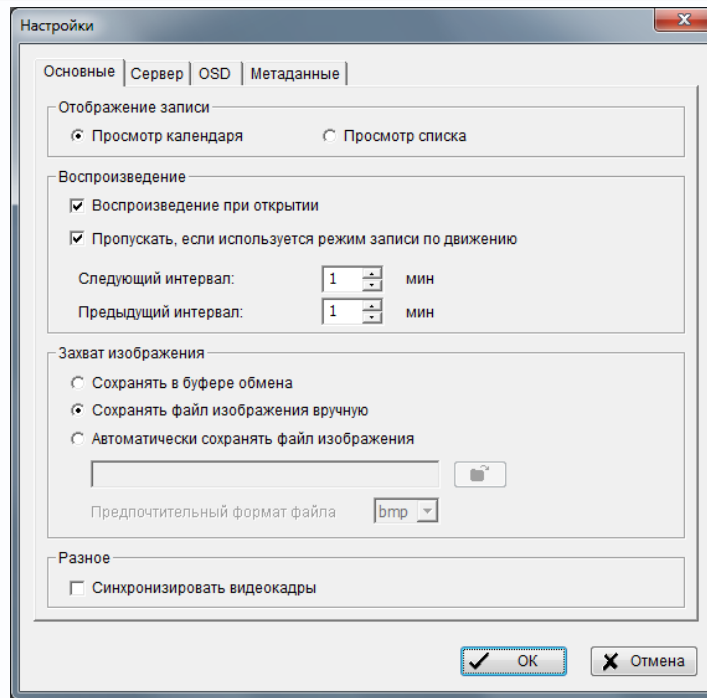 Настройки
Основные Сервер OSD Метаданные
Отображение записи
Просмотр календаря Просмотр списка
Воспроизведение
Воспроизведение при открытии
Пропускать, если используется режим записи по движению
Следующий интервал: 1 мин
Предыдущий интервал: 1 мин
Захват изображения
Сохранять в буфере обмена
Сохранять файл изображения вручную
Автоматически сохранять файл изображения
Предпочтительный формат файла bmp
Разное
Синхронизировать видеокадры
OK Отмена